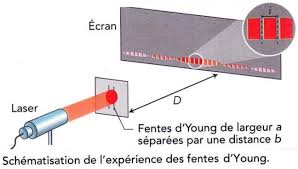 Écran
i
Laser
D
Fentes d'Young de largeur a
séparées par une distance b
Schématisation de l'expérience des fentes d'Young.